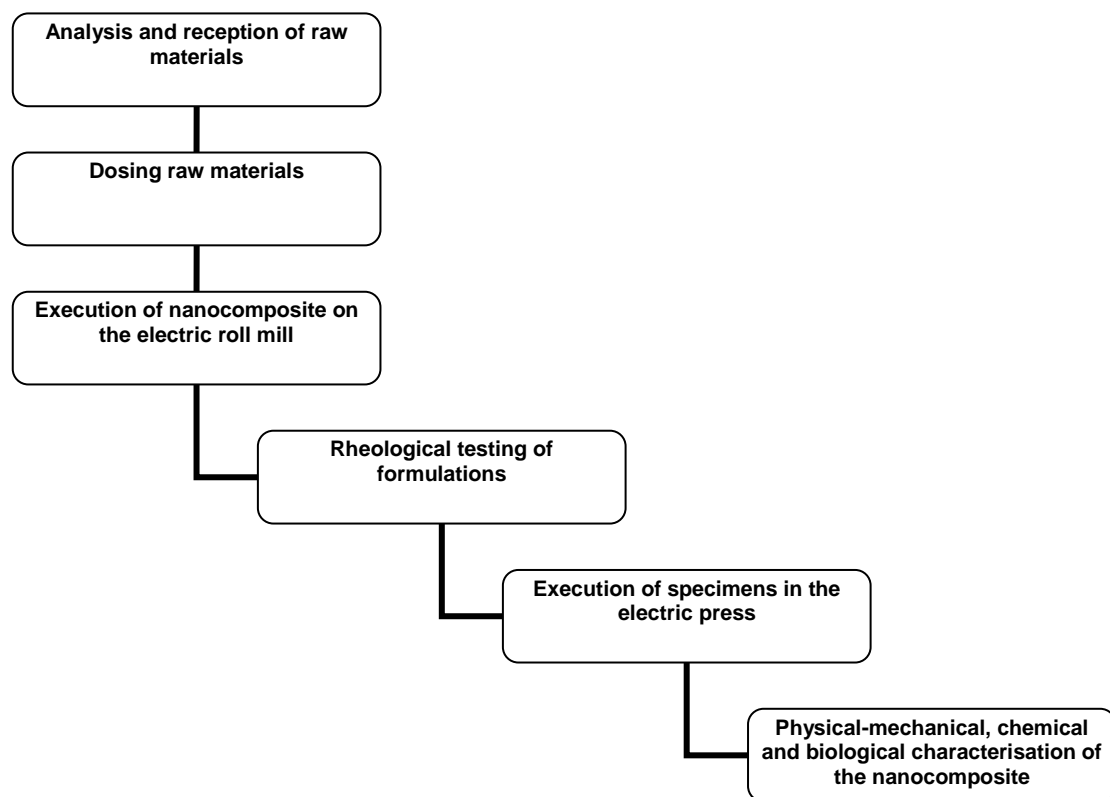 Analysis and reception of raw
materials
Dosing raw materials
Execution of nanocomposite on
the electric roll mill
Rheological testing of
formulations
Execution of specimens in the
electric press
Physical-mechanical, chemical
and biological characterisation of
the nanocomposite